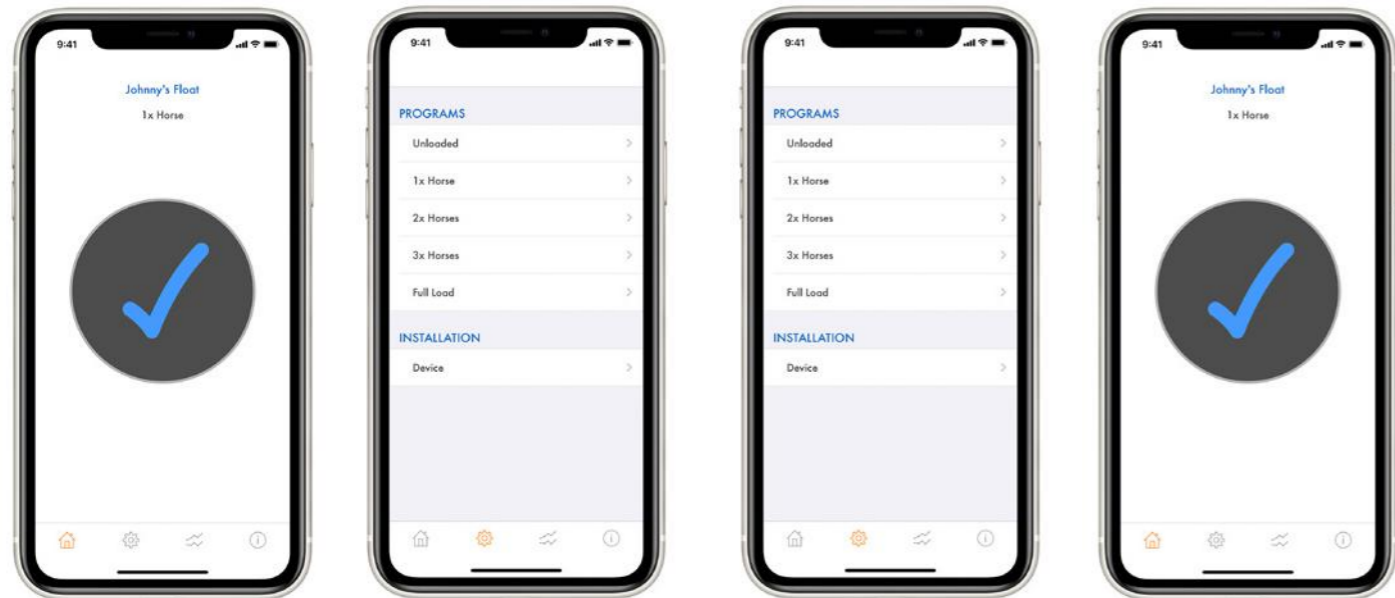 9:41
Johnny's Float
1x Horse
9:41
PROGRAMS
Unloaded
1x Horse
2x Horses
3x Horses
Full Load
INSTALLATION
Device
9:41
PROGRAMS
Unloaded
1x Horse
2x Horses
3x Horses
Full Load
INSTALLATION
Device
9:41
Johnny's Float
1x Horse